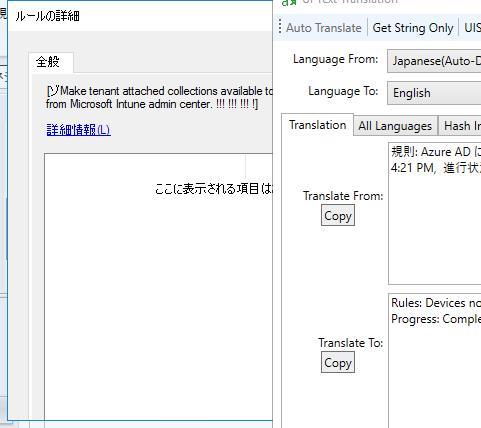 ルールの詳細
全般
[ソMake tenant attached collections available to
from Microsoft Intune admin center. !!! !!! !!! !]
詳細情報(L)
ここに表示される項目は
UI Text Translation
Auto Translate
Get String Only
UIS
Language From:
Japanese(Auto-D
Language To:
English
Translation
All Languages
Hash In
Translate From:
Copy
規則: Azure AD に
4:21 PM, 進行状況
Translate To:
Copy
Rules: Devices no
Progress: Comple